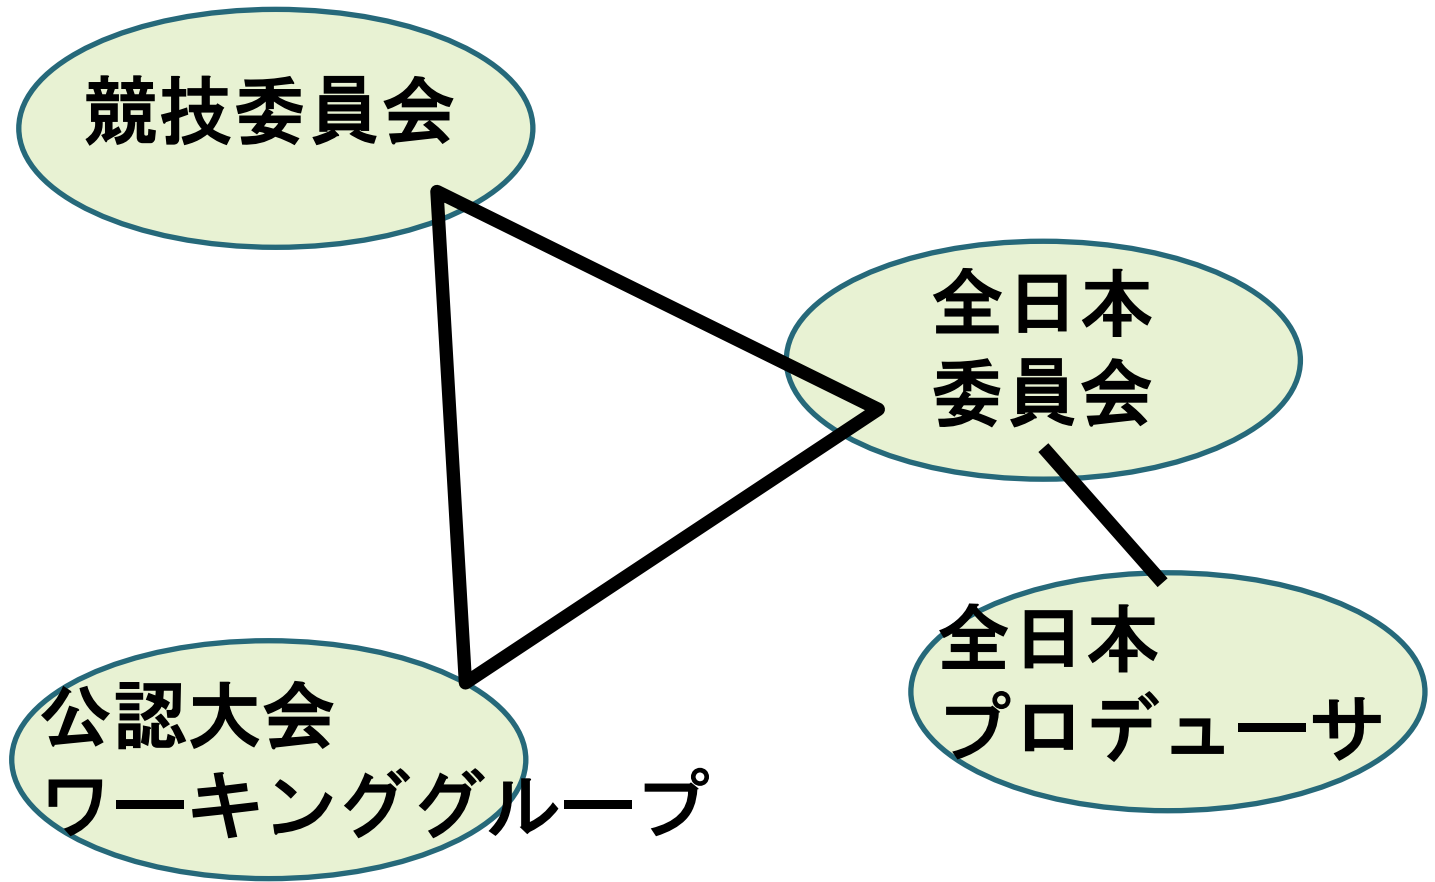 競技委員会
全日本
委員会
公認大会
ワーキンググループ
全日本
プロデューサ